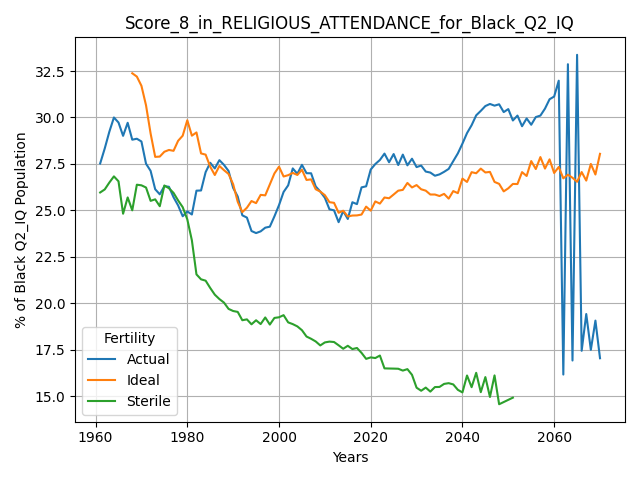 Score_8_in_RELIGIOUS_ATTENDANCE_for_Black_Q2_IQ
% of Black Q2_IQ Population
32.5
30.0
27.5
25.0
22.5
20.0
17.5
15.0
Fertility
Actual
Ideal
Sterile
1960
1980
2000
2020
2040
2060
Years